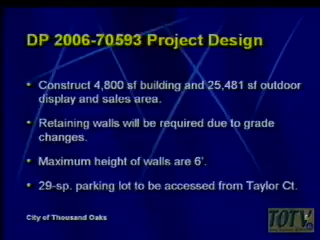 DP 2006-70593 Project Design
• Construct 4,800 sf building and 25,481 sf outdoor
display and sales area.
• Retaining walls will be required due to grade
changes.
• Maximum height of walls are 6'.
• 29-sp. parking lot to be accessed from Taylor Ct.
City of Thousand Oaks
TOTV